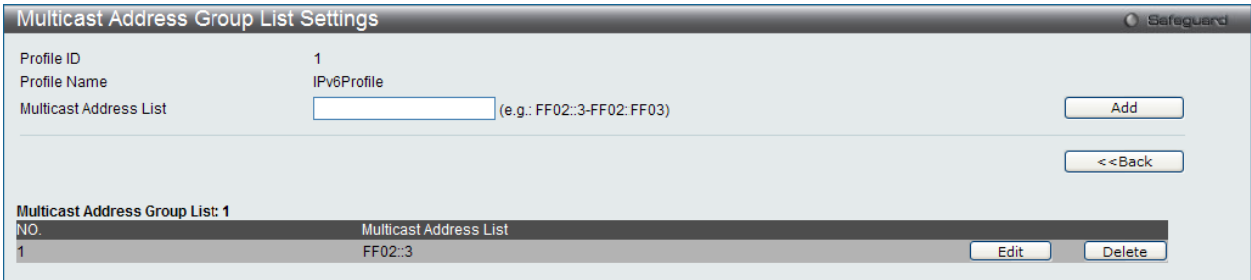 Multicast Address Group List Settings
Safeguard
Profile ID 1
Profile Name IPv6Profile
Multicast Address List (e.g.: FF02::3-FF02:FF03) Add
<<Back
Multicast Address Group List: 1
NO. Multicast Address List
1 FF02::3 Edit Delete